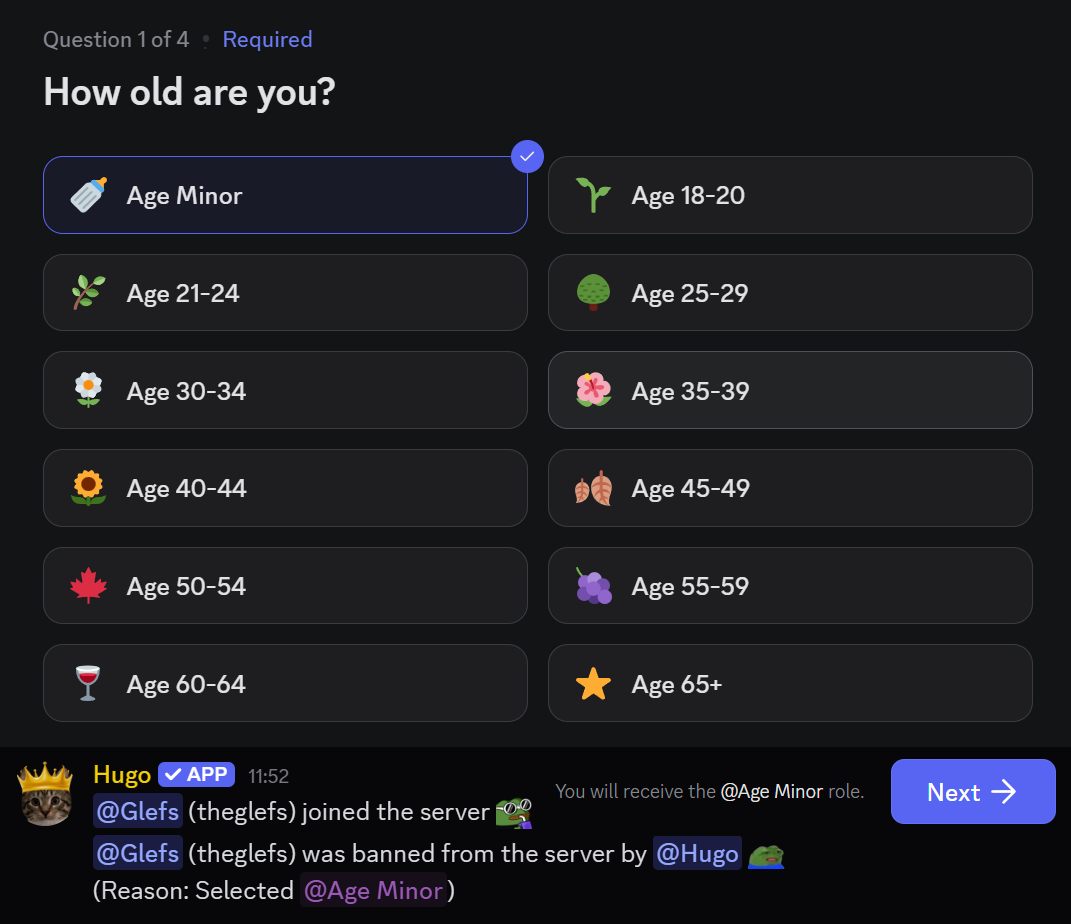 Question 1 of 4 • Required
How old are you?
Age Minor
Age 18-20
Age 21-24
Age 25-29
Age 30-34
Age 35-39
Age 40-44
Age 45-49
Age 50-54
Age 55-59
Age 60-64
Age 65+
Hugo ✓ APP 11:52
@Glefs (theglefs) joined the server
@Glefs (theglefs) was banned from the server by @Hugo
(Reason: Selected @Age Minor)
You will receive the @Age Minor role.
Next →